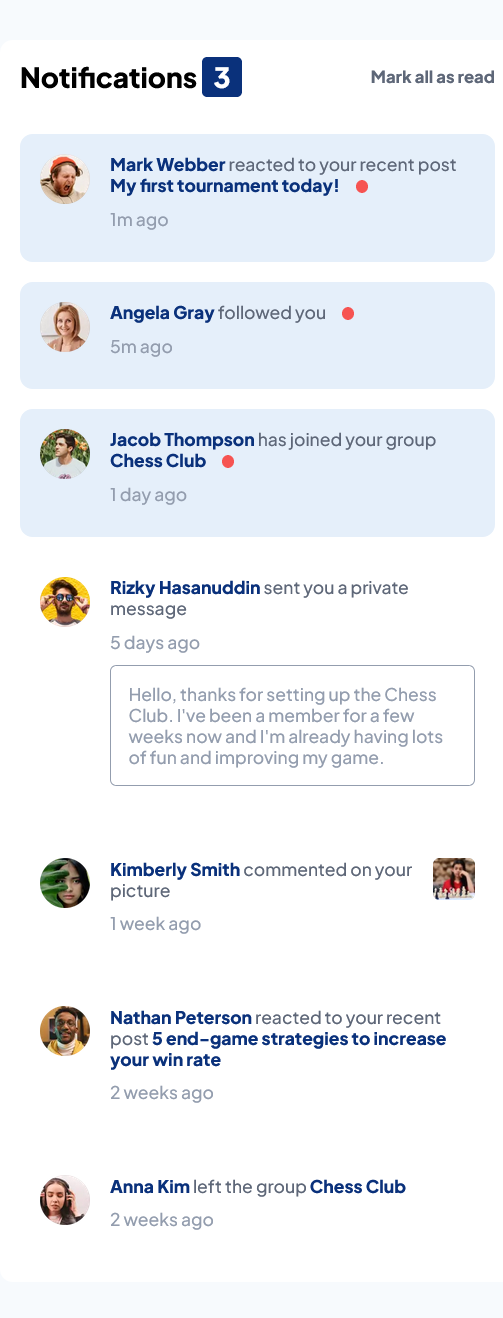 Notifications 3
Mark all as read
Mark Webber reacted to your recent post
My first tournament today!
1m ago
Angela Gray followed you
5m ago
Jacob Thompson has joined your group
Chess Club
1 day ago
Rizky Hasanuddin sent you a private
message
5 days ago
Hello, thanks for setting up the Chess
Club. I've been a member for a few
weeks now and I'm already having lots
of fun and improving my game.
Kimberly Smith commented on your
picture
1 week ago
Nathan Peterson reacted to your recent
post 5 end-game strategies to increase
your win rate
2 weeks ago
Anna Kim left the group Chess Club
2 weeks ago